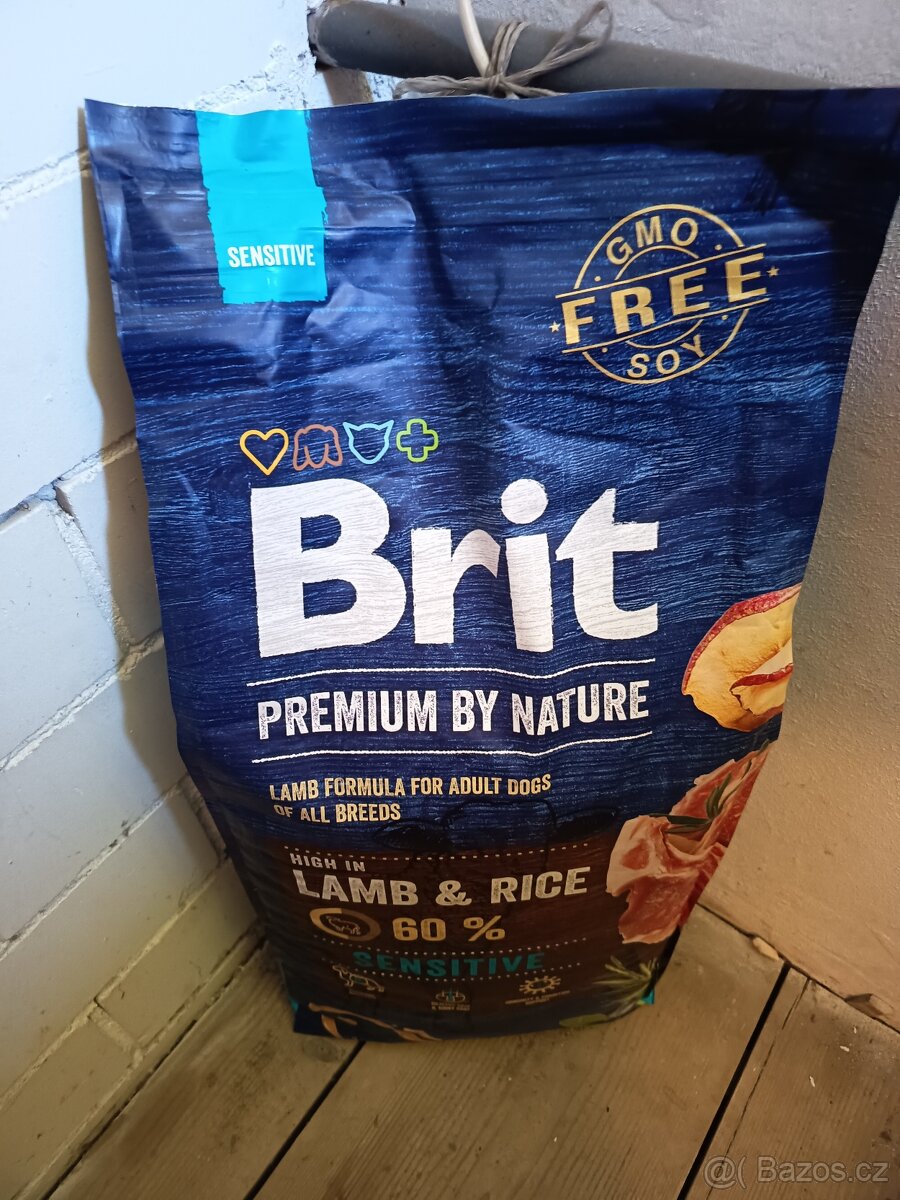 SENSITIVE
GMO
FREE
SOY
Brit
PREMIUM BY NATURE
LAMB FORMULA FOR ADULT DOGS
OF ALL BREEDS
HIGH IN
LAMB & RICE
60 %
SENSITIVE
@( Bazos.cz